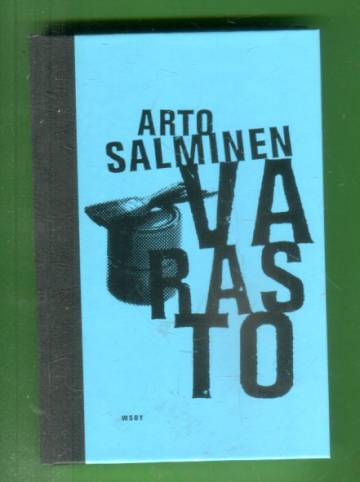 ARTO
SALMINEN
VA
RAS
TO
WSOY